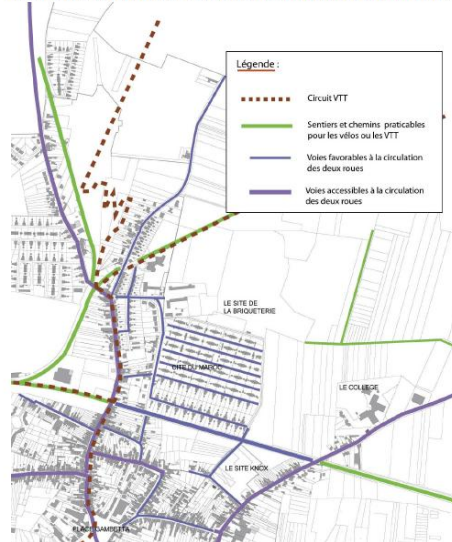 Légende :
Circuit VTT
Sentiers et chemins praticables
pour les vélos ou les VTT
Voies favorables à la circulation
des deux roues
Voies accessibles à la circulation
des deux roues
LE SITE DE
LA BRIQUETERIE
CITE DU MAROC
LE COLLEGE
LE SITE KNOX
PLACE GAMBETTA